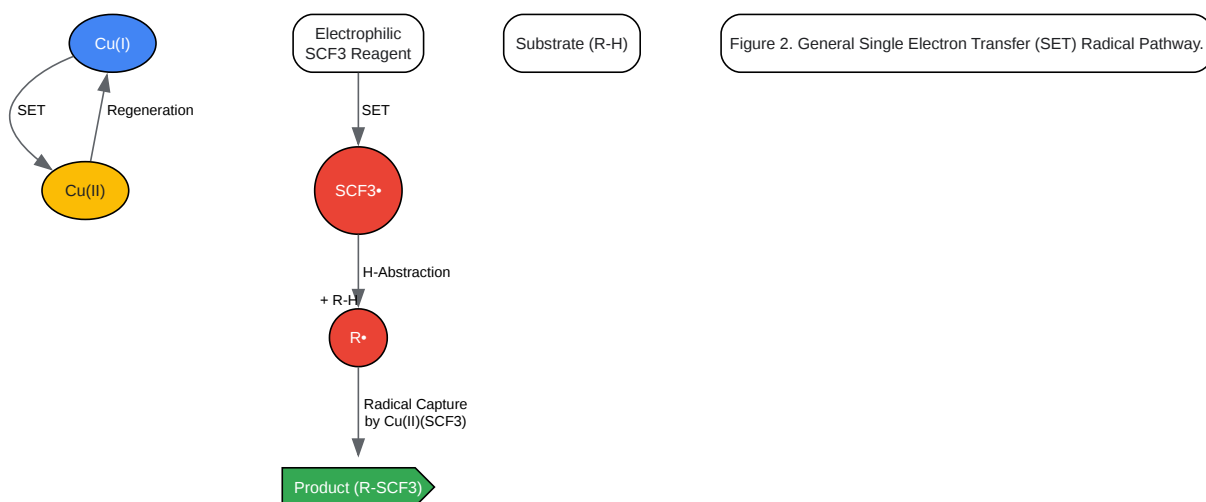 Cu(I)
Electrophilic
SCF3 Reagent
Substrate (R-H)
Figure 2. General Single Electron Transfer (SET) Radical Pathway.
SET
Regeneration
SET
Cu(II)
SCF3•
H-Abstraction
+ R-H
R•
Radical Capture
by Cu(II)(SCF3)
Product (R-SCF3)